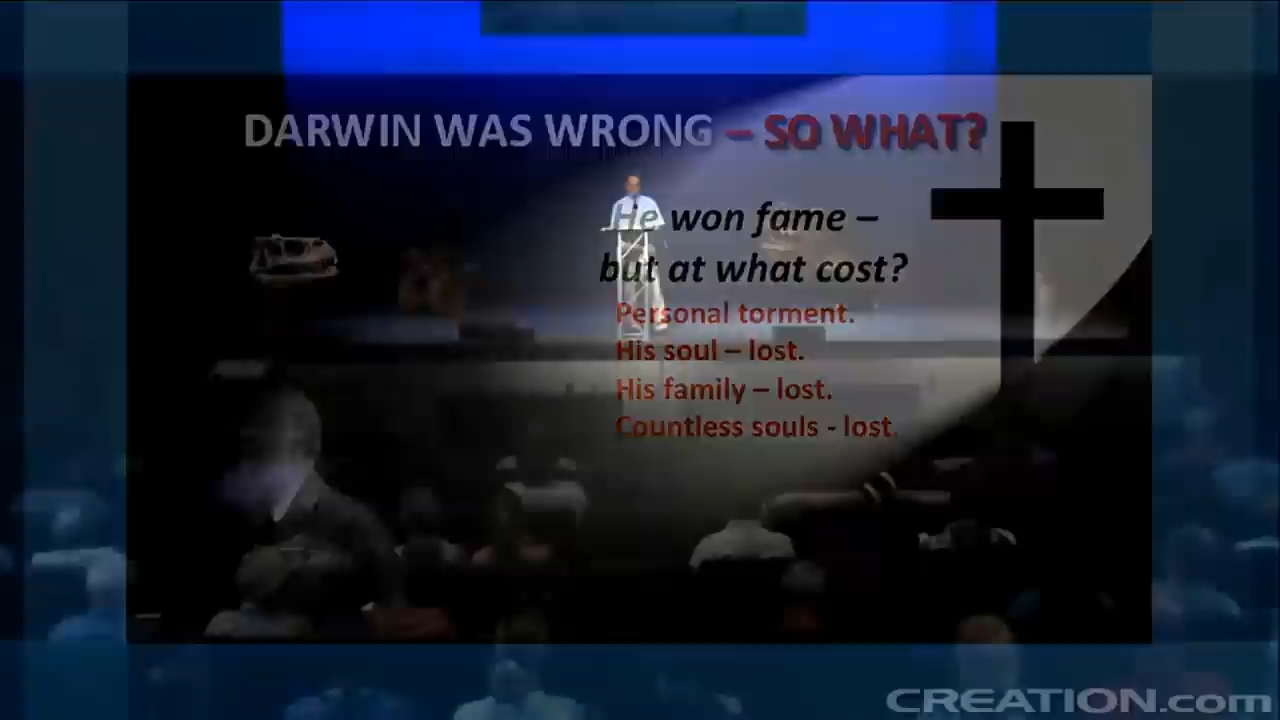 DARWIN WAS WRONG – SO WHAT?
He won fame –
but at what cost?
Personal torment.
His soul – lost.
His family – lost.
Countless souls - lost.
CREATION.com